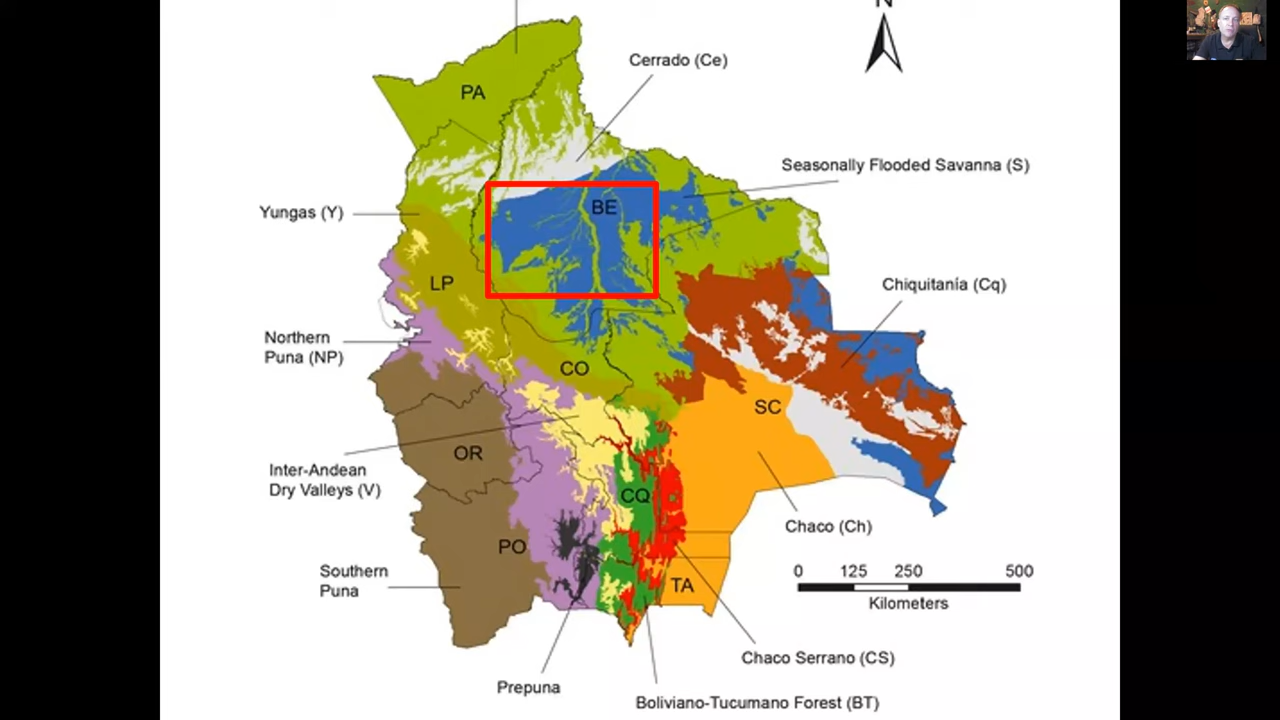 N
Cerrado (Ce)
PA
Seasonally Flooded Savanna (S)
Yungas (Y)
BE
LP
Chiquitanía (Cq)
Northern
Puna (NP)
CO
SC
OR
Inter-Andean
Dry Valleys (V)
CQ
Chaco (Ch)
PO
Southern
Puna
TA
0 125 250 500
Kilometers
Chaco Serrano (CS)
Prepuna
Boliviano-Tucumano Forest (BT)